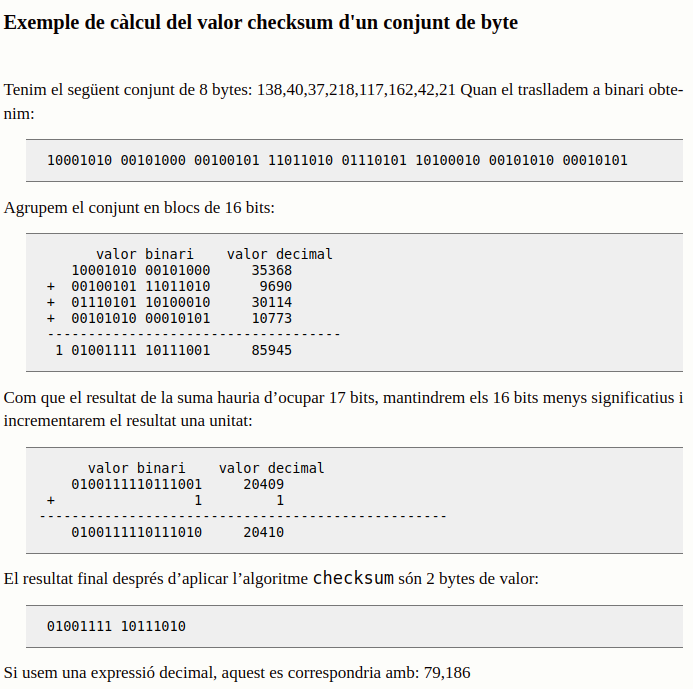 Exemple de càlcul del valor checksum d'un conjunt de byte
Tenim el següent conjunt de 8 bytes: 138,40,37,218,117,162,42,21 Quan el traslladem a binari obte-
nim:
10001010 00101000 00100101 11011010 01110101 10100010 00101010 00010101
Agrupem el conjunt en blocs de 16 bits:
valor binari valor decimal
10001010 00101000 35368
+ 00100101 11011010 9690
+ 01110101 10100010 30114
+ 00101010 00010101 10773
------------------------------------
1 01001111 10111001 85945
Com que el resultat de la suma hauria d’ocupar 17 bits, mantindrem els 16 bits menys significatius i
incrementarem el resultat una unitat:
valor binari valor decimal
0100111110111001 20409
+ 1 1
--------------------------------------------------
0100111110111010 20410
El resultat final després d’aplicar l’algoritme checksum són 2 bytes de valor:
01001111 10111010
Si usem una expressió decimal, aquest es correspondria amb: 79,186